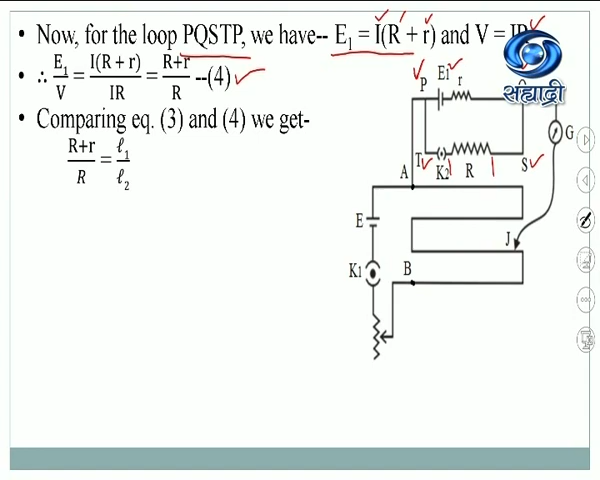 • Now, for the loop PQSTP, we have-- E₁ = I(R + r) and V = IR
∴ E₁/V = I(R + r)/IR = R+r/R --(4)
• Comparing eq. (3) and (4) we get-
R+r/R = ℓ₁/ℓ₂
सह्याद्री
E₁ r
P
G
T K2 R S
A
E
J
K1 B